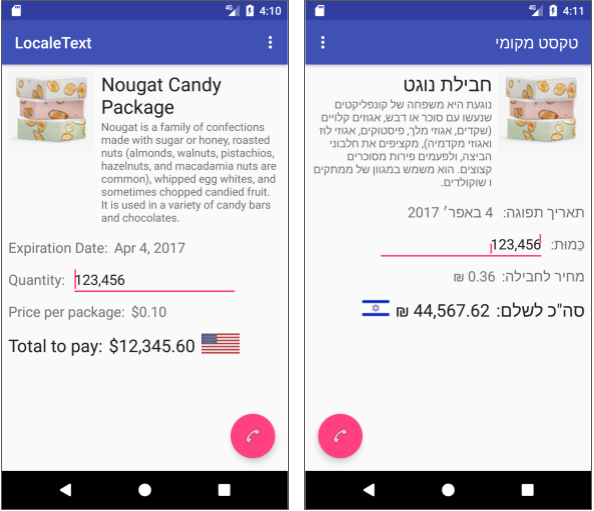 4:10
LocaleText
Nougat Candy
Package
Nougat is a family of confections
made with sugar or honey, roasted
nuts (almonds, walnuts, pistachios,
hazelnuts, and macadamia nuts are
common), whipped egg whites, and
sometimes chopped candied fruit.
It is used in a variety of candy bars
and chocolates.
Expiration Date: Apr 4, 2017
Quantity: 123,456
Price per package: $0.10
Total to pay: $12,345.60
4:11
טקסט מקומי
חבילת נוגט
נוגעת היא משפחה של קונפליקטים
שנעשו עם סוכר או דבש, אגוזים קלויים
(שקדים, אגוזי מלך, פיסטוקים, אגוזי לוז
ואגוזי מקדמיה), מקציפים את חלבוני
הביצה, ולפעמים פירות מסוכרים
קצוצים. הוא משמש במגוון של ממתקים
ו שוקולדים.
תאריך תפוגה: 4 באפר׳ 2017
כַּמוּת: 123,456
מחיר לחבילה: 0.36 ₪
סה"כ לשלם: 44,567.62 ₪